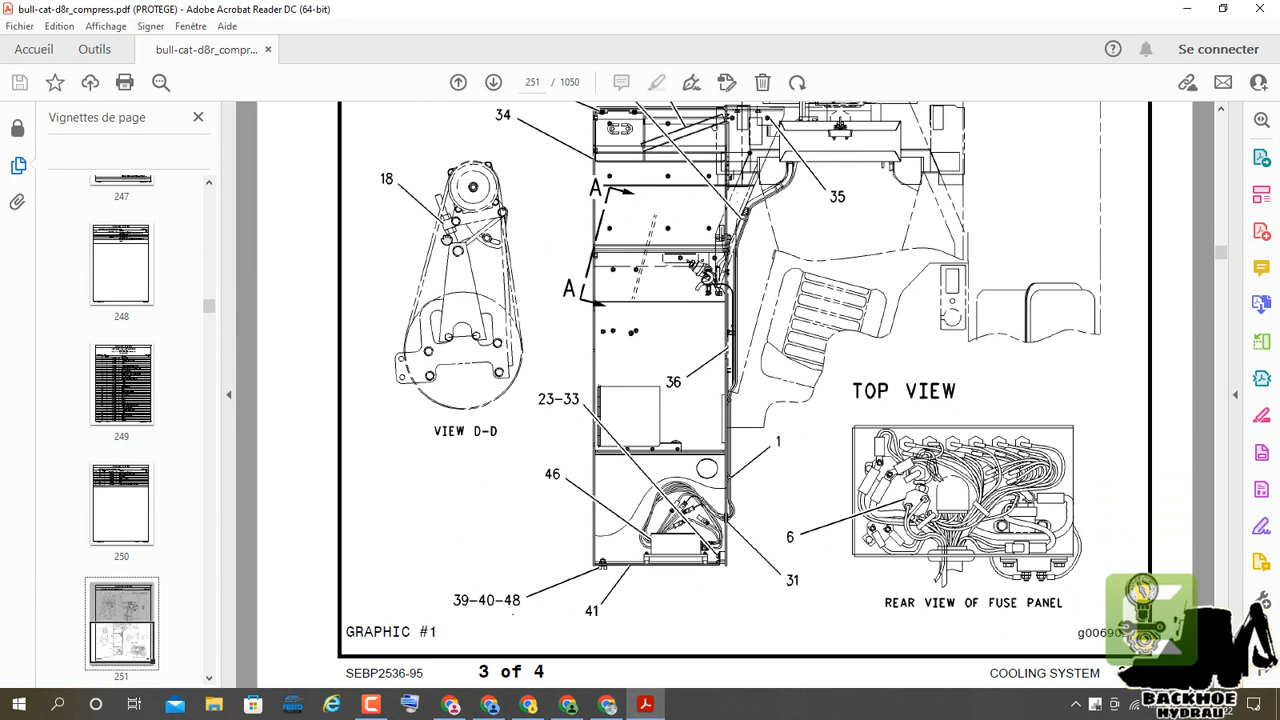 bull-cat-d8r_compress.pdf (PROTEGE) - Adobe Acrobat Reader DC (64-bit)
Fichier Edition Affichage Signer Fenêtre Aide
Accueil Outils bull-cat-d8r_compr... × Se connecter
251 / 1050
Vignettes de page
247
248
249
250
251
34
35
18
A
A
36
23-33
TOP VIEW
VIEW D-D
1
46
6
31
39-40-48
41
REAR VIEW OF FUSE PANEL
GRAPHIC #1
SEBP2536-95 3 of 4 COOLING SYSTEM
BACKHOE
HYDRAU